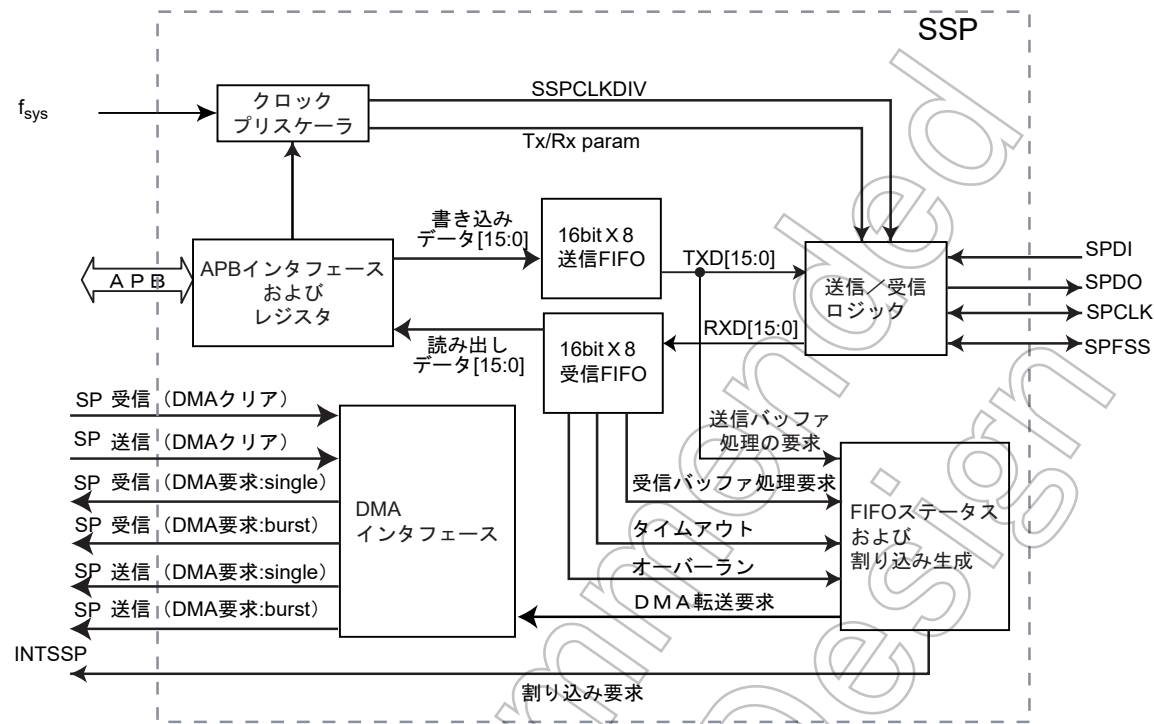 SSP
fsys
クロック
プリスケーラ
SSPCLKDIV
Tx/Rx param
書き込み
データ[15:0]
16bit X 8
送信FIFO
TXD[15:0]
APB
APBインタフェース
および
レジスタ
送信／受信
ロジッタ
SPDI
SPDO
SPCLK
SPFSS
読み出し
データ[15:0]
16bit X 8
受信FIFO
RXD[15:0]
SP 受信（DMAクリア）
SP 送信（DMAクリア）
SP 受信（DMA要求:single）
SP 受信（DMA要求:burst）
SP 送信（DMA要求:single）
SP 送信（DMA要求:burst）
INTSSP
DMA
インタフェース
送信バッファ
処理の要求
受信バッファ処理要求
タイムアウト
オーバーラン
DMA転送要求
FIFOステータス
および
割り込み生成
割り込み要求
mmended
Design